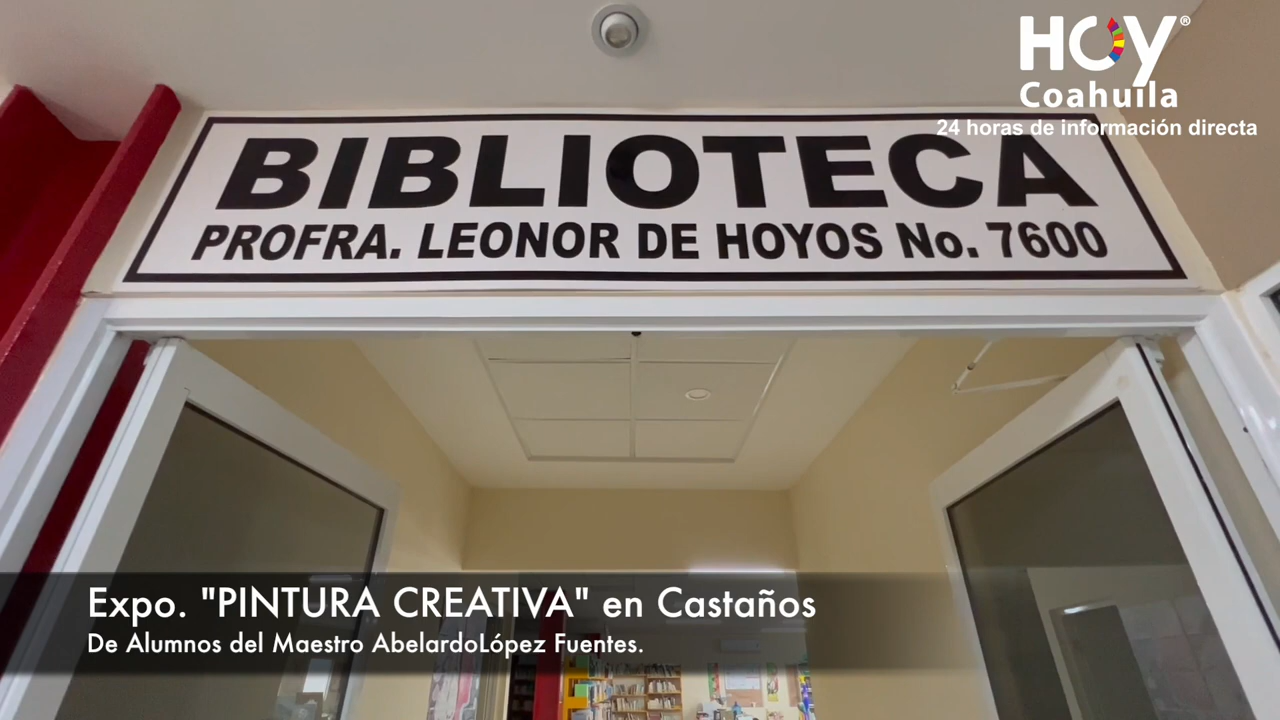 HOY®
Coahuila
24 horas de información directa
BIBLIOTECA
PROFRA. LEONOR DE HOYOS No. 7600
Expo. "PINTURA CREATIVA" en Castaños
De Alumnos del Maestro AbelardoLópez Fuentes.